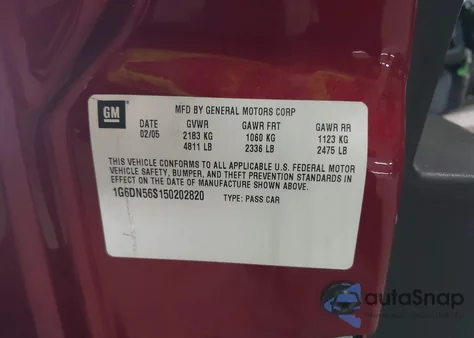 GM
MFD BY GENERAL MOTORS CORP
DATE GVWR GAWR FRT GAWR RR
02/05 2183 KG 1060 KG 1123 KG
4811 LB 2336 LB 2475 LB
THIS VEHICLE CONFORMS TO ALL APPLICABLE U.S. FEDERAL MOTOR
VEHICLE SAFETY, BUMPER, AND THEFT PREVENTION STANDARDS IN
EFFECT ON THE DATE OF MANUFACTURE SHOWN ABOVE.
1G6DN56S150202820 TYPE: PASS CAR
autoSnap